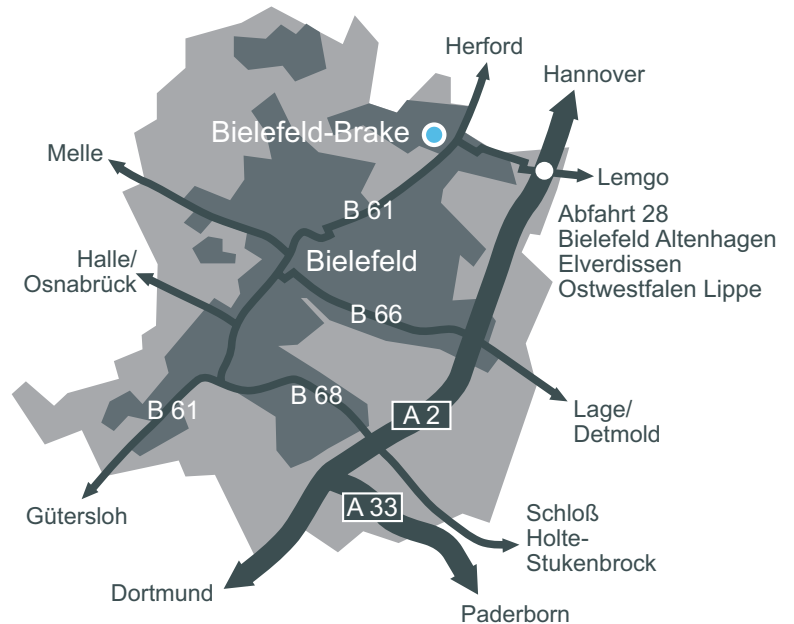 Herford
Hannover
Bielefeld-Brake
Melle
Lemgo
B 61
Abfahrt 28
Bielefeld Altenhagen
Elverdissen
Ostwestfalen Lippe
Halle/
Osnabrück
Bielefeld
B 66
B 68
B 61
A 2
Lage/
Detmold
A 33
Gütersloh
Schloß
Holte-
Stukenbrock
Dortmund
Paderborn